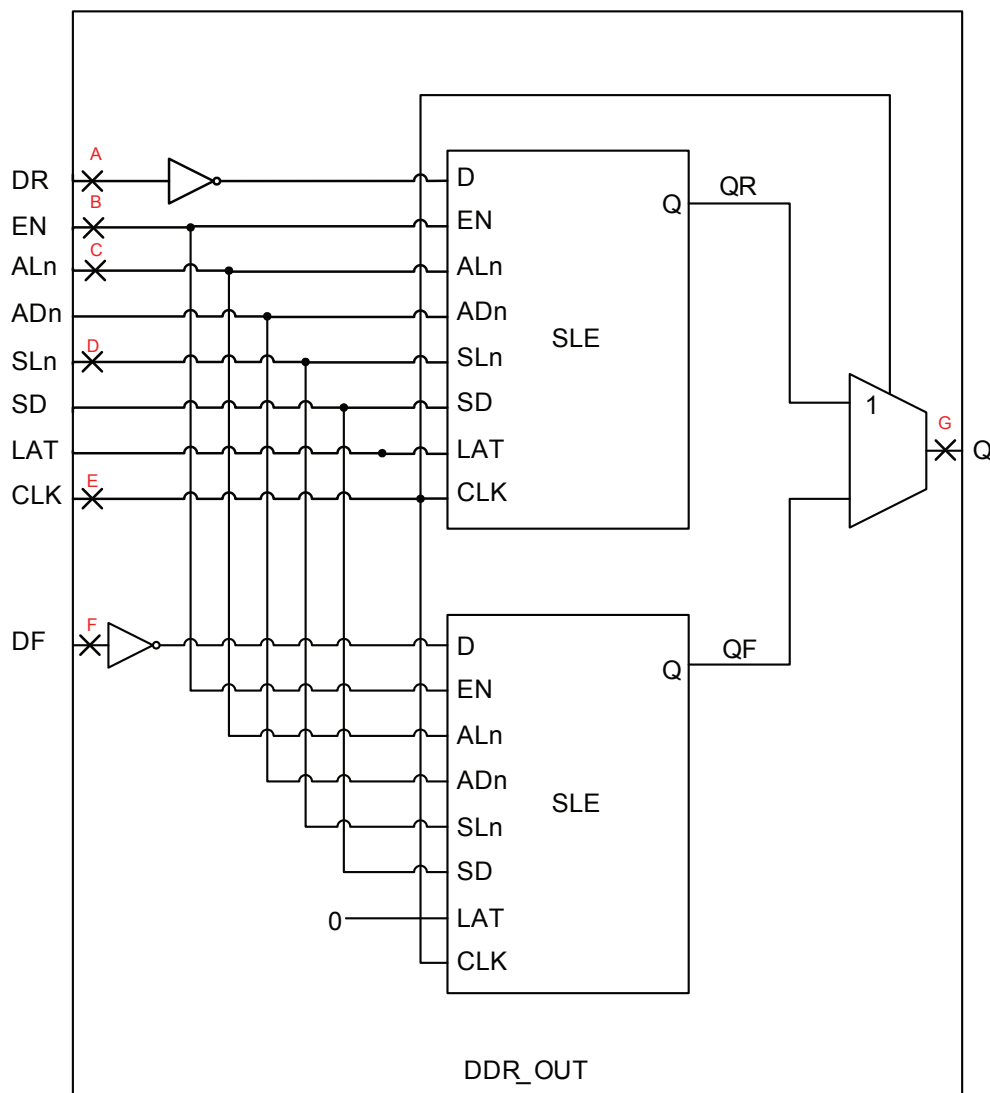 A
DR
B
EN
C
ALn
ADn
D
SLn
SD
LAT
E
CLK
F
DF
D
EN
ALn
ADn
SLn
SD
LAT
CLK
SLE
Q
QR
1
G
Q
D
EN
ALn
ADn
SLn
SD
0
LAT
CLK
SLE
Q
QF
DDR_OUT